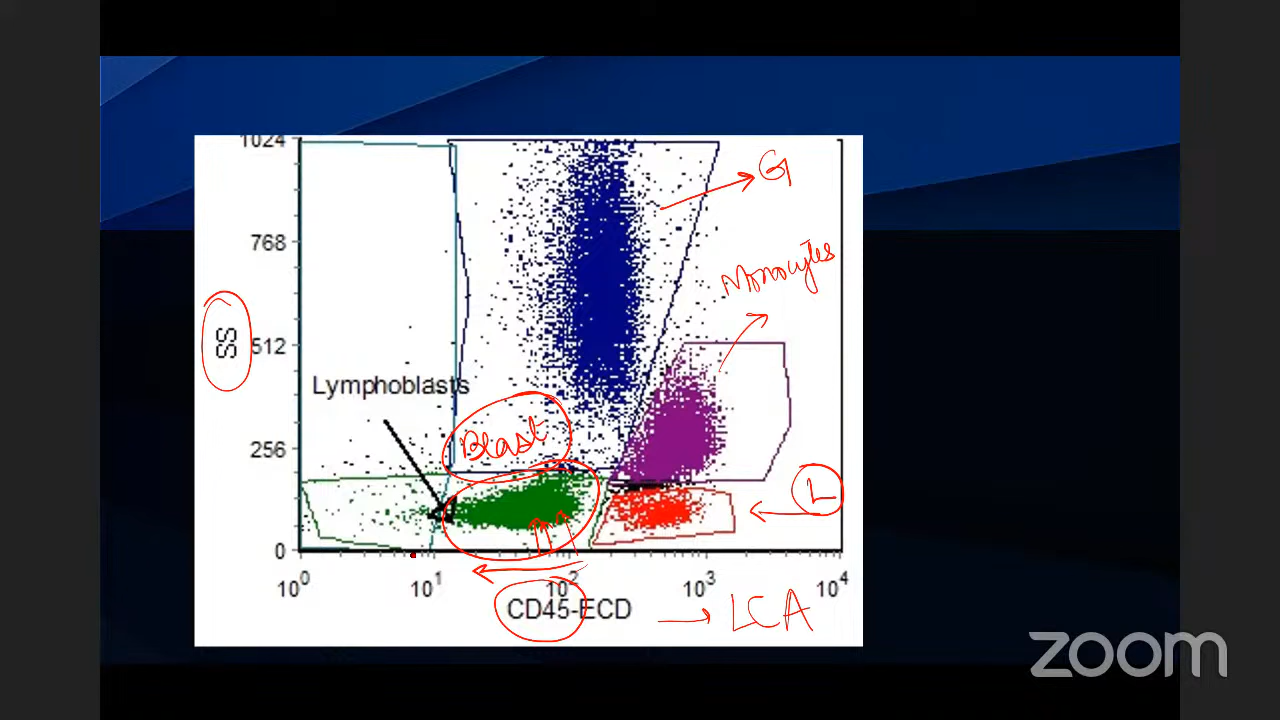 1024
G
768
Monocytes
SS
512
Lymphoblasts
Blast
256
L
0
10^0 10^1 10^2 10^3 10^4
CD45-ECD → LCA
zoom